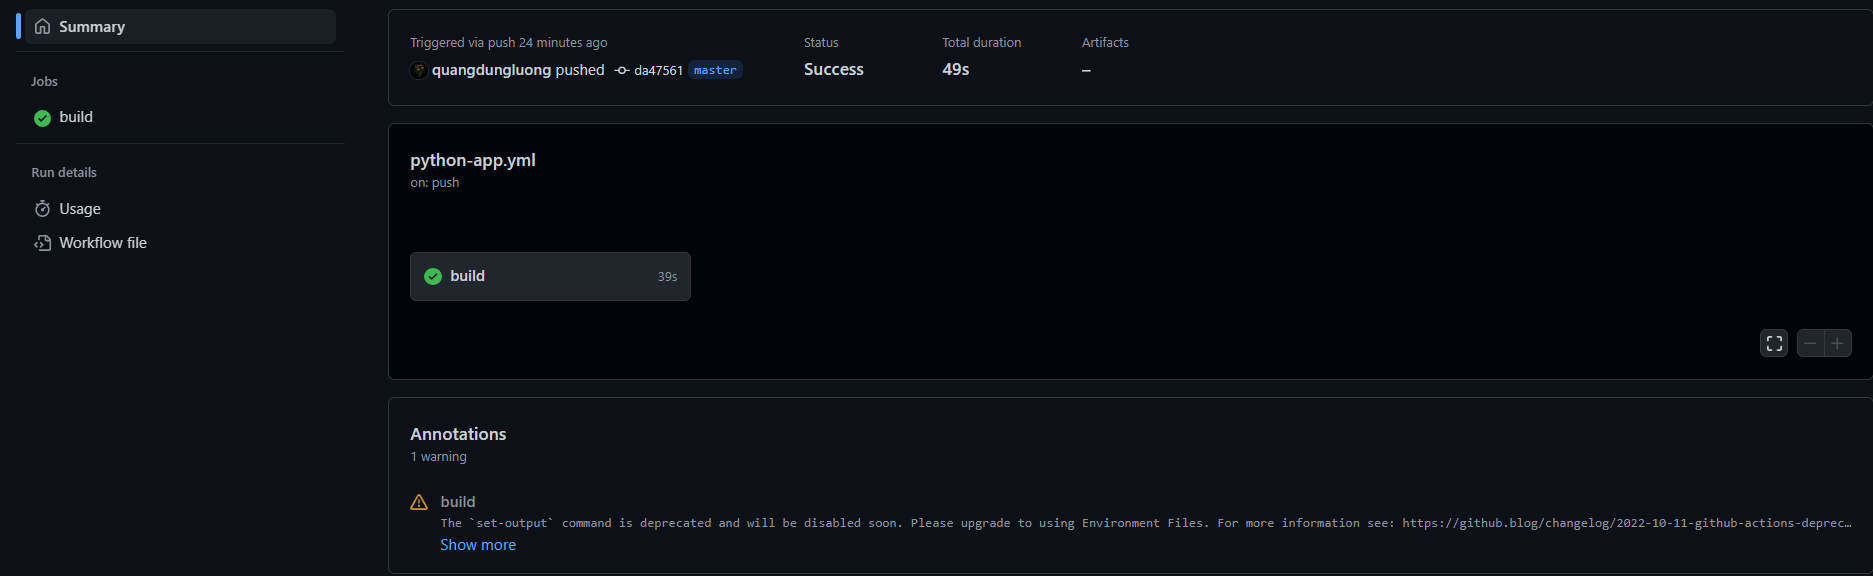 Summary
Jobs
build
Run details
Usage
Workflow file
Triggered via push 24 minutes ago
quangdungluong pushed da47561 master
Status
Success
Total duration
49s
Artifacts
–
python-app.yml
on: push
build 39s
Annotations
1 warning
build
The `set-output` command is deprecated and will be disabled soon. Please upgrade to using Environment Files. For more information see: https://github.blog/changelog/2022-10-11-github-actions-deprec…
Show more